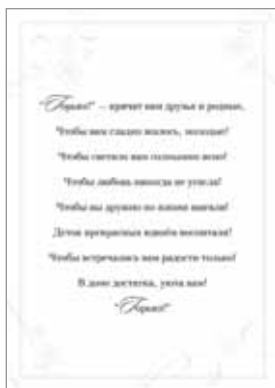 "Горько!" — кричат вам друзья и родные,
Чтобы вам сладко жилось, молодые!
Чтобы светило вам солнышко ясно!
Чтобы любовь никогда не угасла!
Чтобы вы дружно по жизни шагали!
Деток прекрасных вдвоём воспитали!
Чтобы встречались вам радости только!
В доме достатка, уюта вам!
"Горько!"